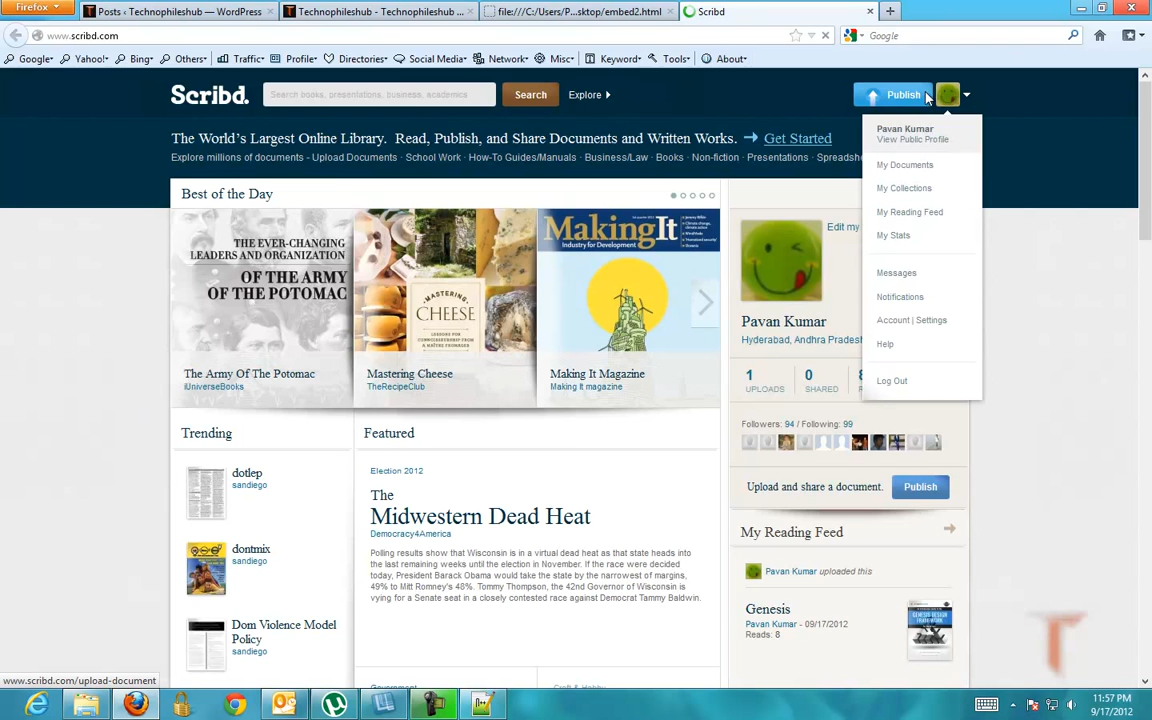 Firefox
Posts ‹ Technophileshub — WordPress
Technophileshub - Technophileshub ...
file:///C:/Users/P...sktop/embed2.html
Scribd
www.scribd.com
Google
Google
Yahoo!
Bing
Others
Traffic
Profile
Directories
Social Media
Network
Misc
Keyword
Tools
About
Scribd.
Search books, presentations, business, academics
Search
Explore
Publish
The World's Largest Online Library. Read, Publish, and Share Documents and Written Works.
Get Started
Explore millions of documents - Upload Documents · School Work · How-To Guides/Manuals · Business/Law · Books · Non-fiction · Presentations · Spreadshe
Pavan Kumar
View Public Profile
My Documents
My Collections
My Reading Feed
My Stats
Messages
Notifications
Account | Settings
Help
Log Out
Best of the Day
THE EVER-CHANGING
LEADERS AND ORGANIZATION
OF THE ARMY
OF THE POTOMAC
The Army Of The Potomac
iUniverseBooks
MASTERING
CHEESE
Mastering Cheese
TheRecipeClub
MakingIt
Industry for Development
Making It Magazine
Making It magazine
Edit my
Pavan Kumar
Hyderabad, Andhra Pradesh
1
UPLOADS
0
SHARED
Followers: 94 / Following: 99
Upload and share a document.
Publish
My Reading Feed
Pavan Kumar uploaded this
Genesis
Pavan Kumar - 09/17/2012
Reads: 8
Trending
dotlep
sandiego
dontmix
sandiego
Dom Violence Model
Policy
sandiego
Featured
Election 2012
The
Midwestern Dead Heat
Democracy4America
Polling results show that Wisconsin is in a virtual dead heat as that state heads into
the last remaining weeks until the election in November. If the race were decided
today, President Barack Obama would take the state by the narrowest of margins,
49% to Mitt Romney's 48%. Tommy Thompson, the 42nd Governor of Wisconsin is
vying for a Senate seat in a closely contested race against Democrat Tammy Baldwin.
Government
Craft & Hobby
www.scribd.com/upload-document
11:57 PM
9/17/2012